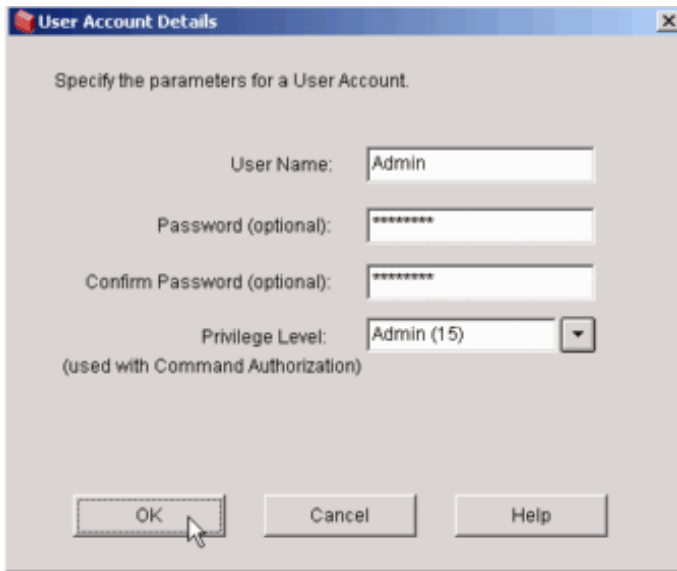 User Account Details
Specify the parameters for a User Account.
User Name: Admin
Password (optional): ********
Confirm Password (optional): ********
Privilege Level: Admin (15)
(used with Command Authorization)
OK Cancel Help